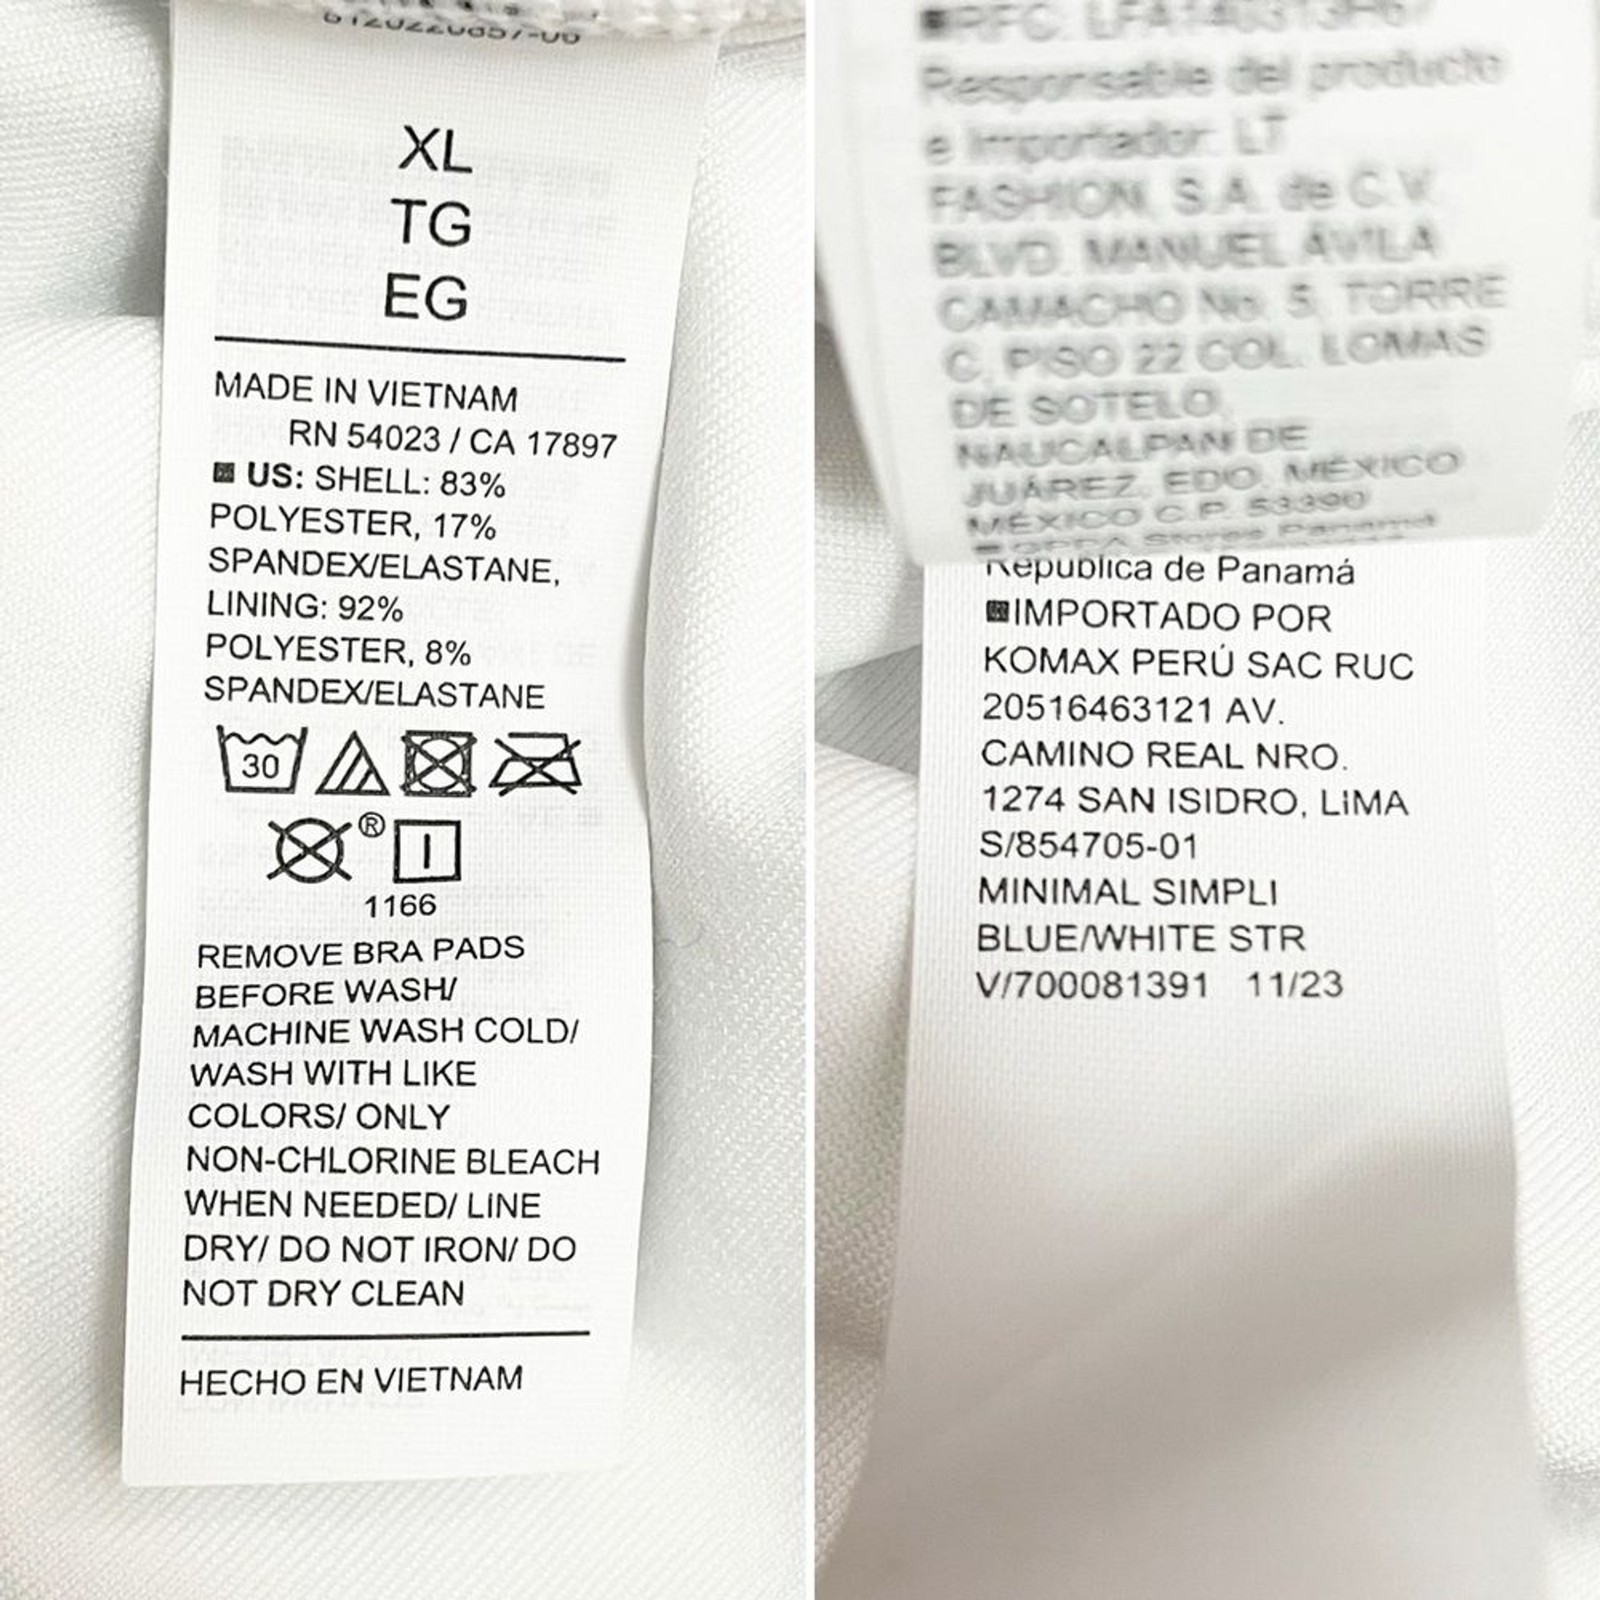 XL
TG
EG
MADE IN VIETNAM
RN 54023 / CA 17897
US: SHELL: 83%
POLYESTER, 17%
SPANDEX/ELASTANE,
LINING: 92%
POLYESTER, 8%
SPANDEX/ELASTANE
30
®
1166
REMOVE BRA PADS
BEFORE WASH/
MACHINE WASH COLD/
WASH WITH LIKE
COLORS/ ONLY
NON-CHLORINE BLEACH
WHEN NEEDED/ LINE
DRY/ DO NOT IRON/ DO
NOT DRY CLEAN
HECHO EN VIETNAM
Responsable del producto
e Importador: LT
FASHION, S.A. de C.V.
BLVD. MANUEL ÁVILA
CAMACHO No. 5, TORRE
C, PISO 22 COL. LOMAS
DE SOTELO,
NAUCALPAN DE
JUÁREZ, EDO. MÉXICO
MÉXICO C.P. 53390
Stores Panamá
República de Panamá
IMPORTADO POR
KOMAX PERÚ SAC RUC
20516463121 AV.
CAMINO REAL NRO.
1274 SAN ISIDRO, LIMA
S/854705-01
MINIMAL SIMPLI
BLUE/WHITE STR
V/700081391 11/23